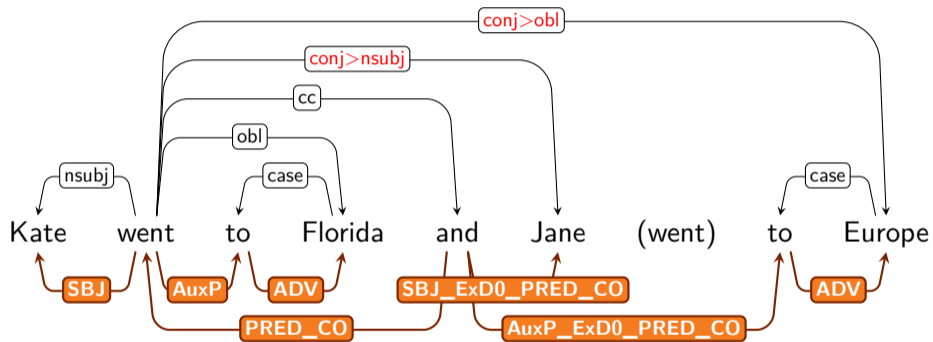 conj>obl
conj>nsubj
cc
obl
nsubj case case
Kate went to Florida and Jane (went) to Europe
SBJ AuxP ADV SBJ_ExD0_PRED_CO ADV
PRED_CO AuxP_ExD0_PRED_CO